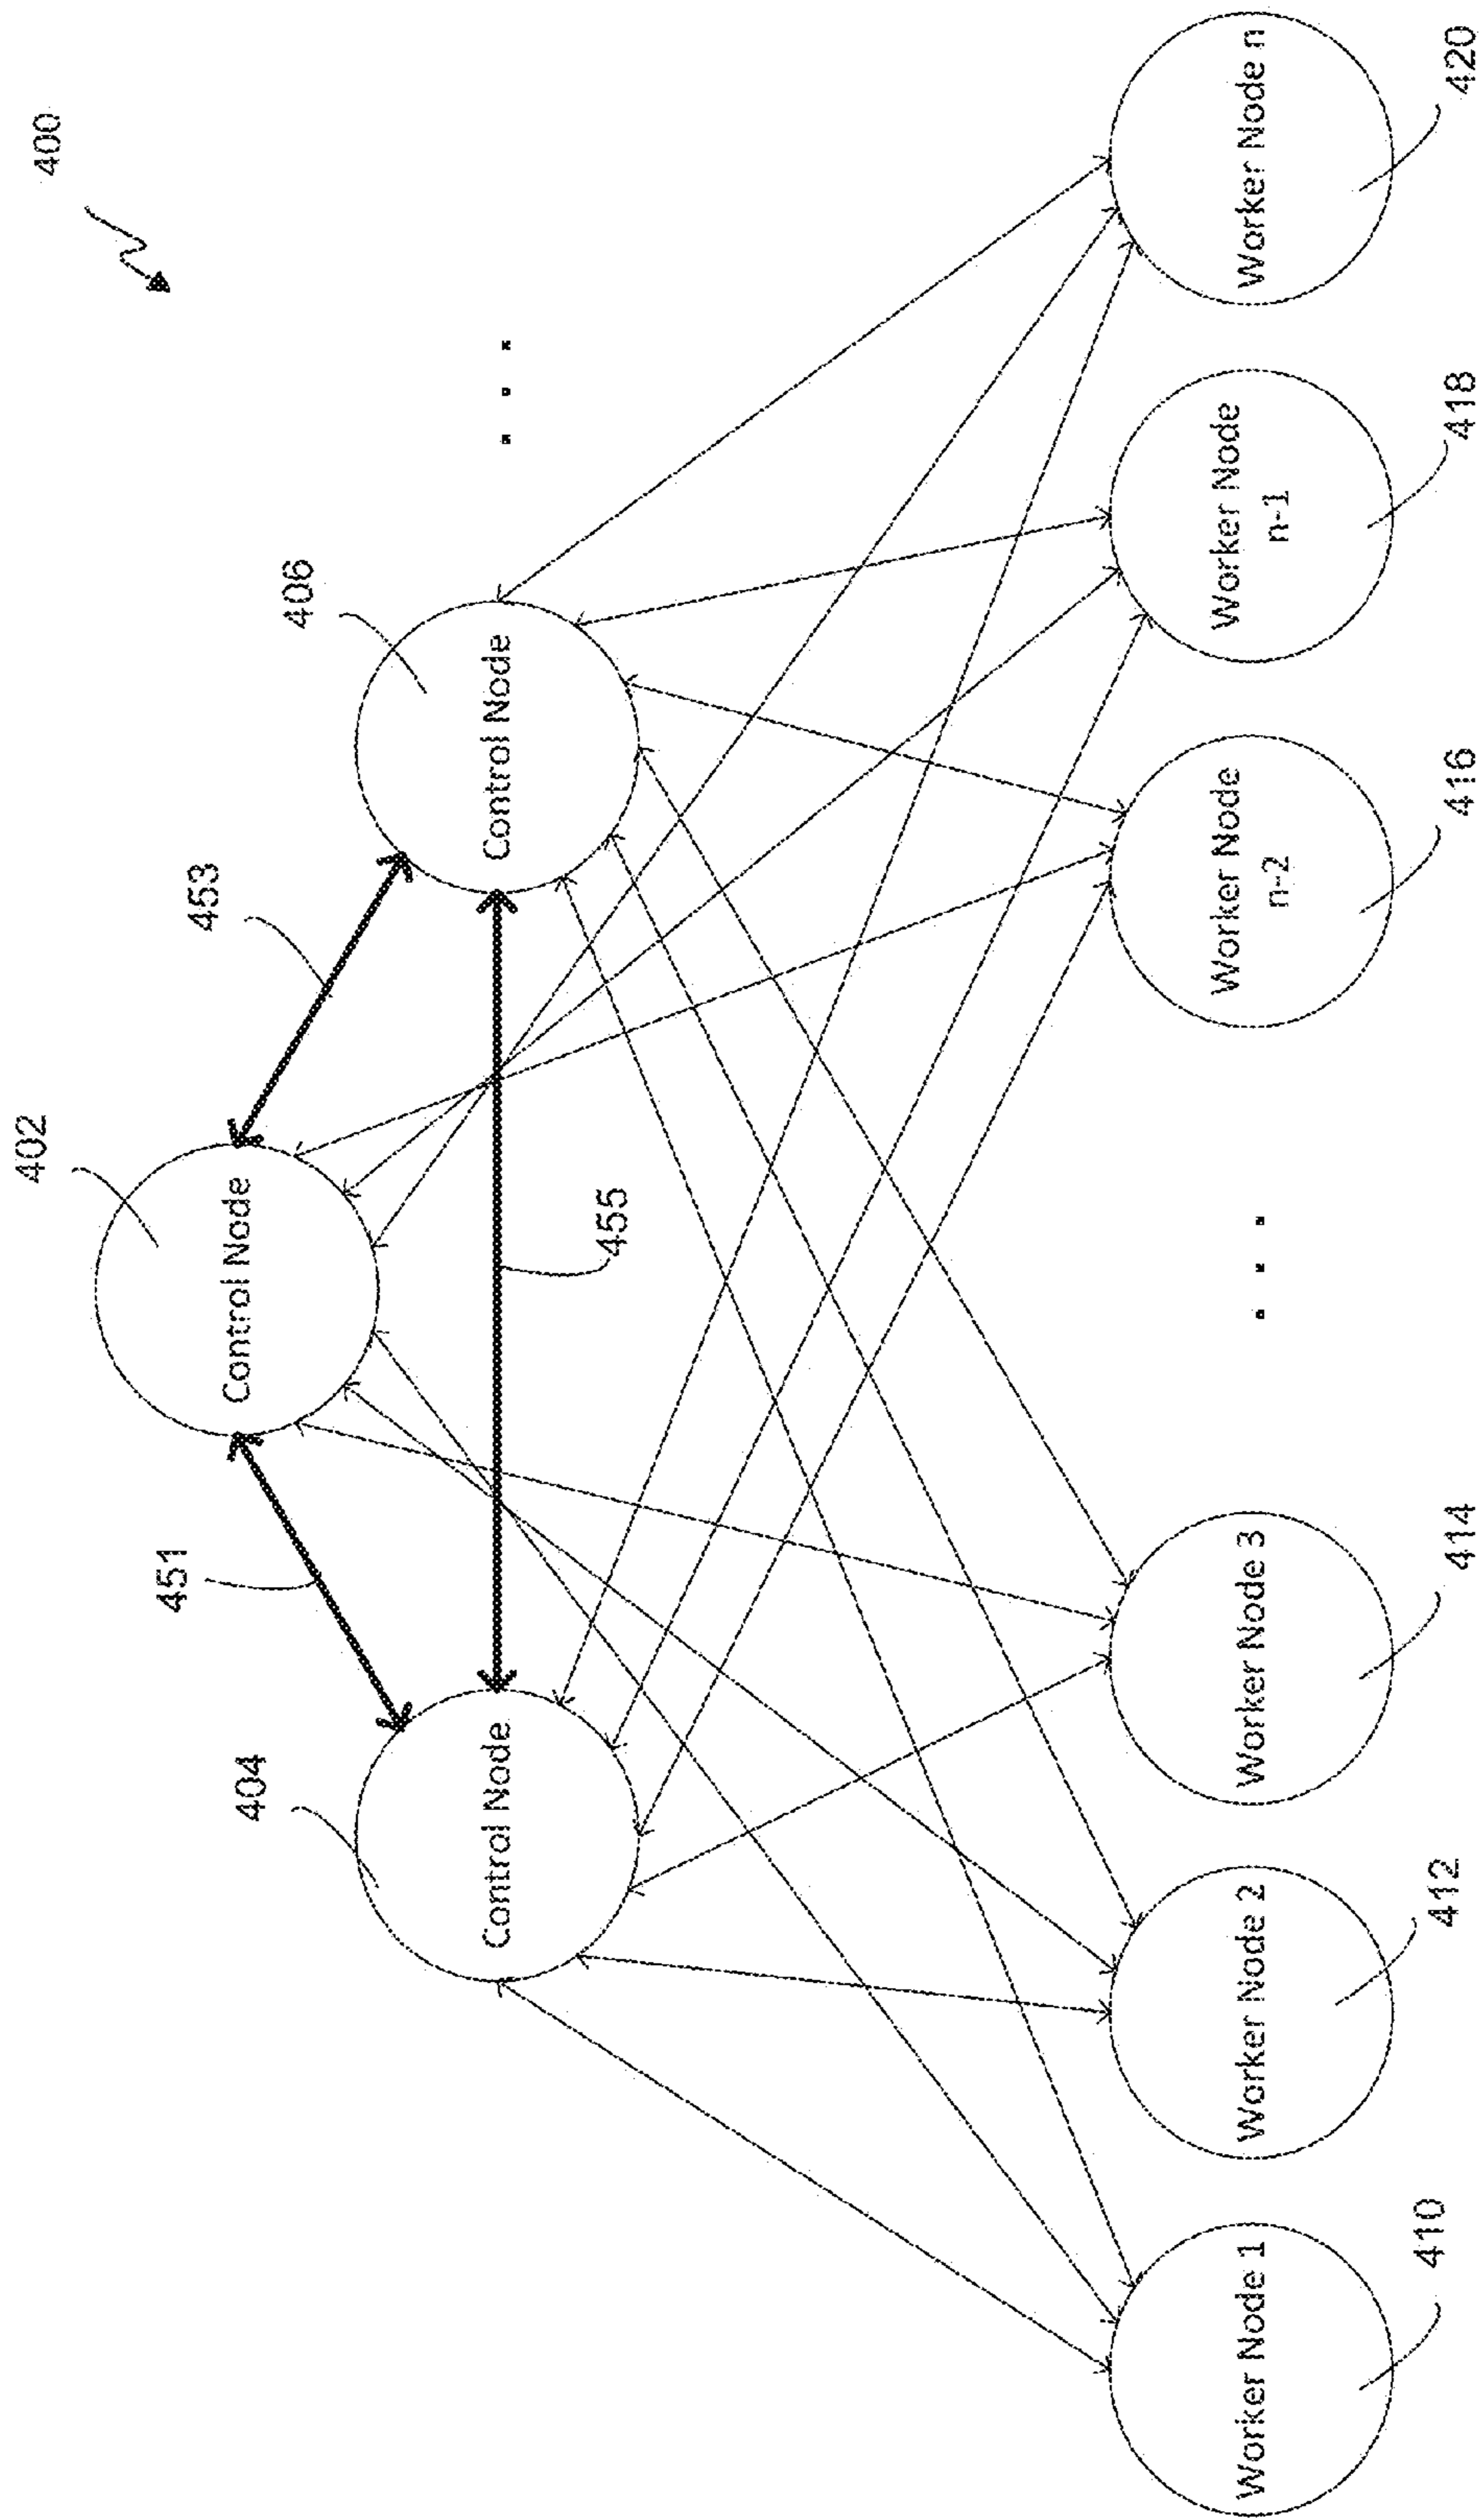 400
402
451
453
404
Control Node
406
Control Node
Control Node
455
. . .
Worker Node 1
Worker Node 2
Worker Node 3
. . .
Worker Node
n-2
Worker Node
n-1
Worker Node n
410
412
414
416
418
420